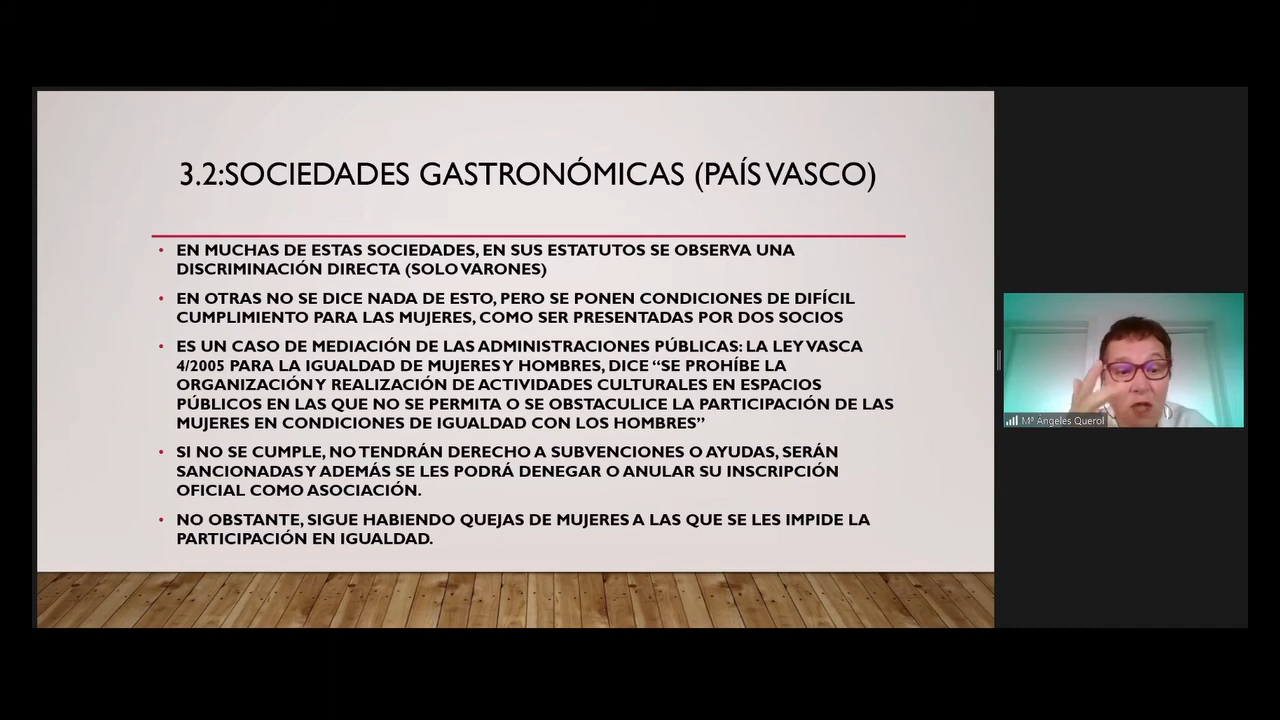 3.2:SOCIEDADES GASTRONÓMICAS (PAÍS VASCO)
• EN MUCHAS DE ESTAS SOCIEDADES, EN SUS ESTATUTOS SE OBSERVA UNA
DISCRIMINACIÓN DIRECTA (SOLO VARONES)
• EN OTRAS NO SE DICE NADA DE ESTO, PERO SE PONEN CONDICIONES DE DIFÍCIL
CUMPLIMIENTO PARA LAS MUJERES, COMO SER PRESENTADAS POR DOS SOCIOS
• ES UN CASO DE MEDIACIÓN DE LAS ADMINISTRACIONES PÚBLICAS: LA LEY VASCA
4/2005 PARA LA IGUALDAD DE MUJERES Y HOMBRES, DICE “SE PROHÍBE LA
ORGANIZACIÓN Y REALIZACIÓN DE ACTIVIDADES CULTURALES EN ESPACIOS
PÚBLICOS EN LAS QUE NO SE PERMITA O SE OBSTACULICE LA PARTICIPACIÓN DE LAS
MUJERES EN CONDICIONES DE IGUALDAD CON LOS HOMBRES”
• SI NO SE CUMPLE, NO TENDRÁN DERECHO A SUBVENCIONES O AYUDAS, SERÁN
SANCIONADAS Y ADEMÁS SE LES PODRÁ DENEGAR O ANULAR SU INSCRIPCIÓN
OFICIAL COMO ASOCIACIÓN.
• NO OBSTANTE, SIGUE HABIENDO QUEJAS DE MUJERES A LAS QUE SE LES IMPIDE LA
PARTICIPACIÓN EN IGUALDAD.
Mª Ángeles Querol